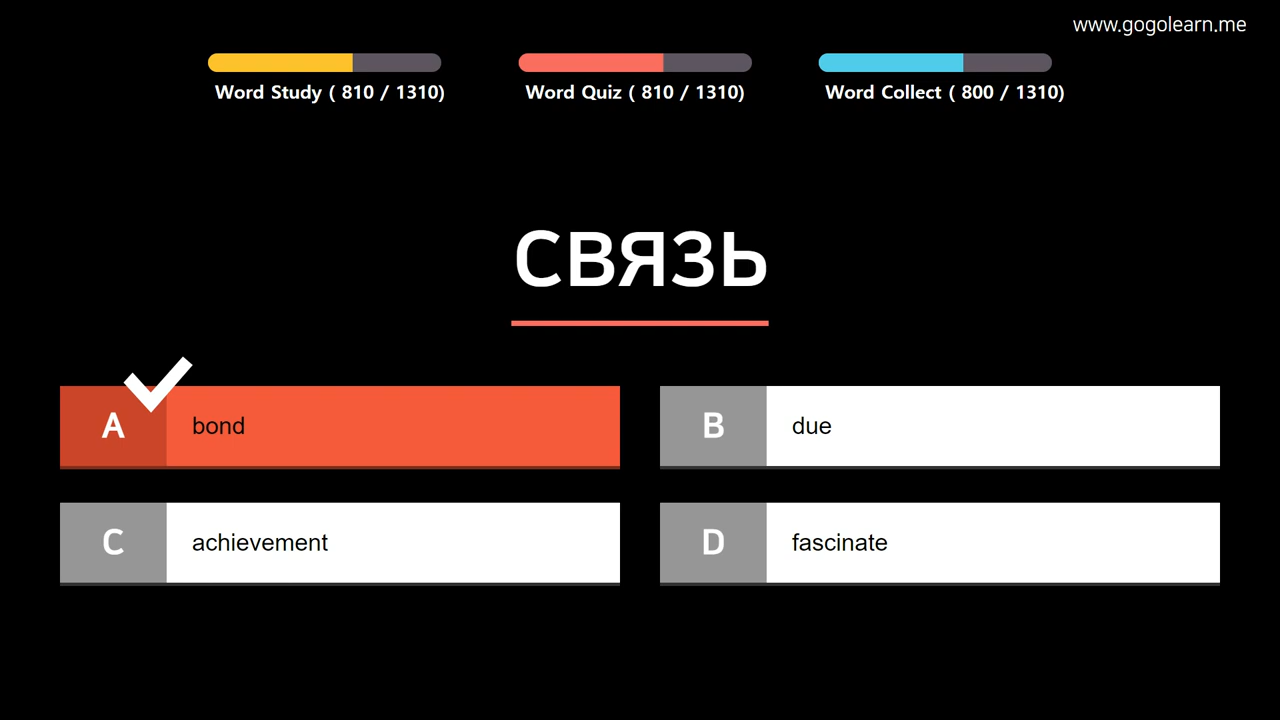 www.gogolearn.me
Word Study ( 810 / 1310)
Word Quiz ( 810 / 1310)
Word Collect ( 800 / 1310)
СВЯЗЬ
A bond
B due
C achievement
D fascinate